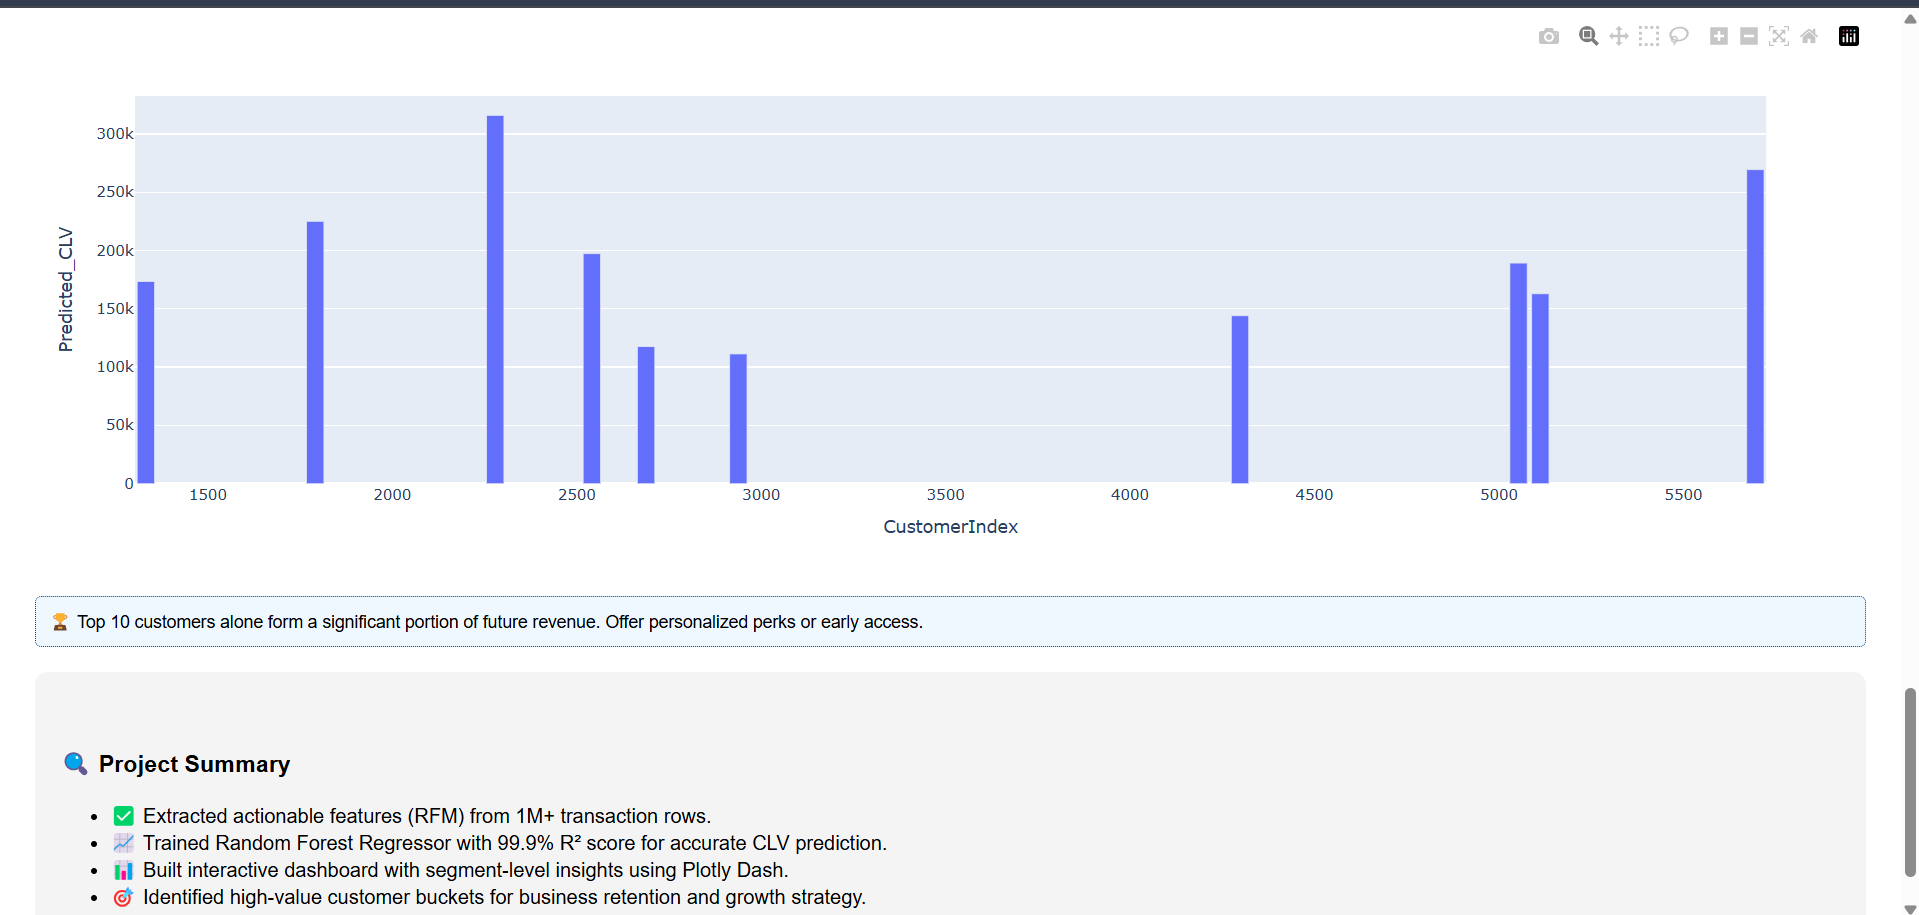 300k
250k
200k
150k
100k
50k
0
Predicted_CLV
1500 2000 2500 3000 3500 4000 4500 5000 5500
CustomerIndex
🏆 Top 10 customers alone form a significant portion of future revenue. Offer personalized perks or early access.
🔍 Project Summary
• ✅ Extracted actionable features (RFM) from 1M+ transaction rows.
• 📈 Trained Random Forest Regressor with 99.9% R² score for accurate CLV prediction.
• 📊 Built interactive dashboard with segment-level insights using Plotly Dash.
• 🎯 Identified high-value customer buckets for business retention and growth strategy.